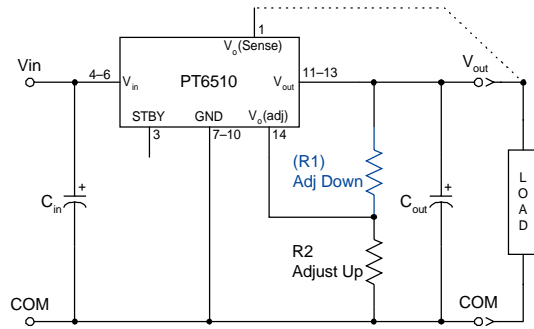 1
Vo(Sense)
Vin
4–6
Vin
PT6510
Vout
11–13
Vout
STBY
GND
Vo(adj)
3
7–10
14
(R1)
Adj Down
Cin
+
R2
Adjust Up
Cout
+
LOAD
COM
COM